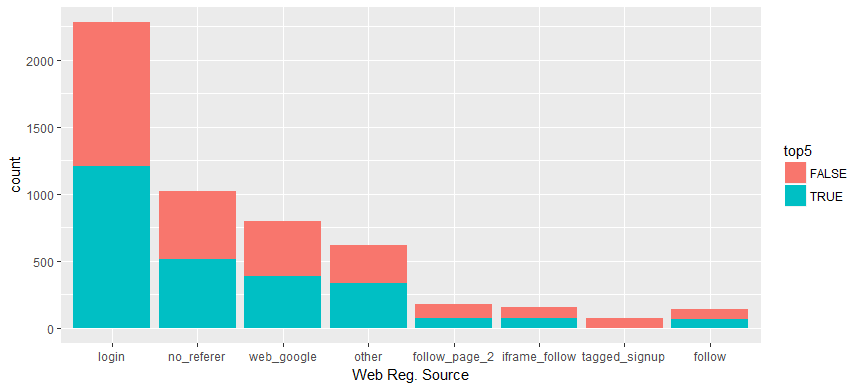 2000
1500
1000
500
0
count
login no_referer web_google other follow_page_2 iframe_follow tagged_signup follow
Web Reg. Source
top5
FALSE
TRUE